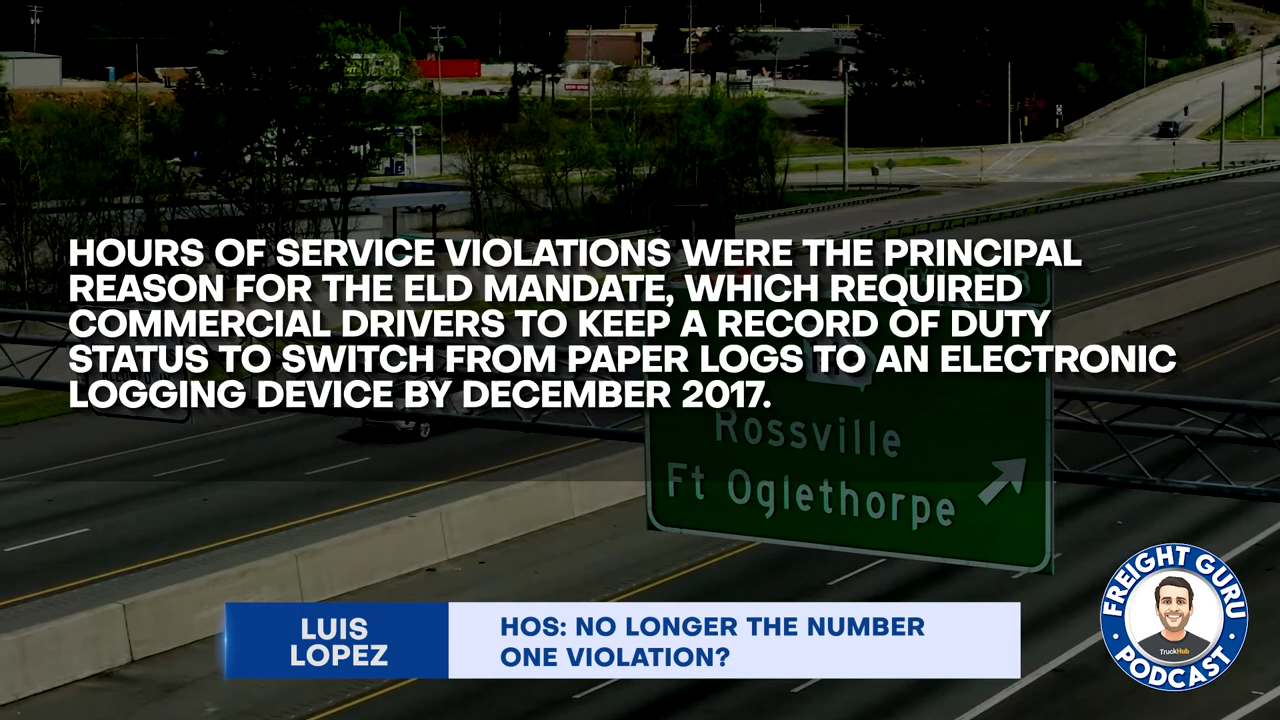 HOURS OF SERVICE VIOLATIONS WERE THE PRINCIPAL
REASON FOR THE ELD MANDATE, WHICH REQUIRED
COMMERCIAL DRIVERS TO KEEP A RECORD OF DUTY
STATUS TO SWITCH FROM PAPER LOGS TO AN ELECTRONIC
LOGGING DEVICE BY DECEMBER 2017.
Rossville
Ft Oglethorpe
LUIS
LOPEZ
HOS: NO LONGER THE NUMBER
ONE VIOLATION?
FREIGHT GURU
TruckHub
PODCAST